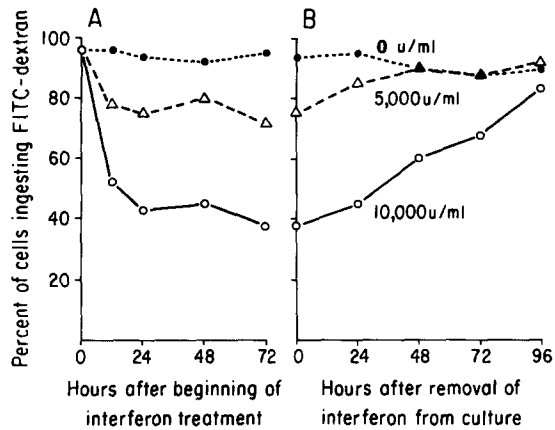 A
B
Percent of cells ingesting FITC-dextran
100
80
60
40
20
0 u/ml
5,000u/ml
10,000u/ml
0 24 48 72
0 24 48 72 96
Hours after beginning of
interferon treatment
Hours after removal of
interferon from culture